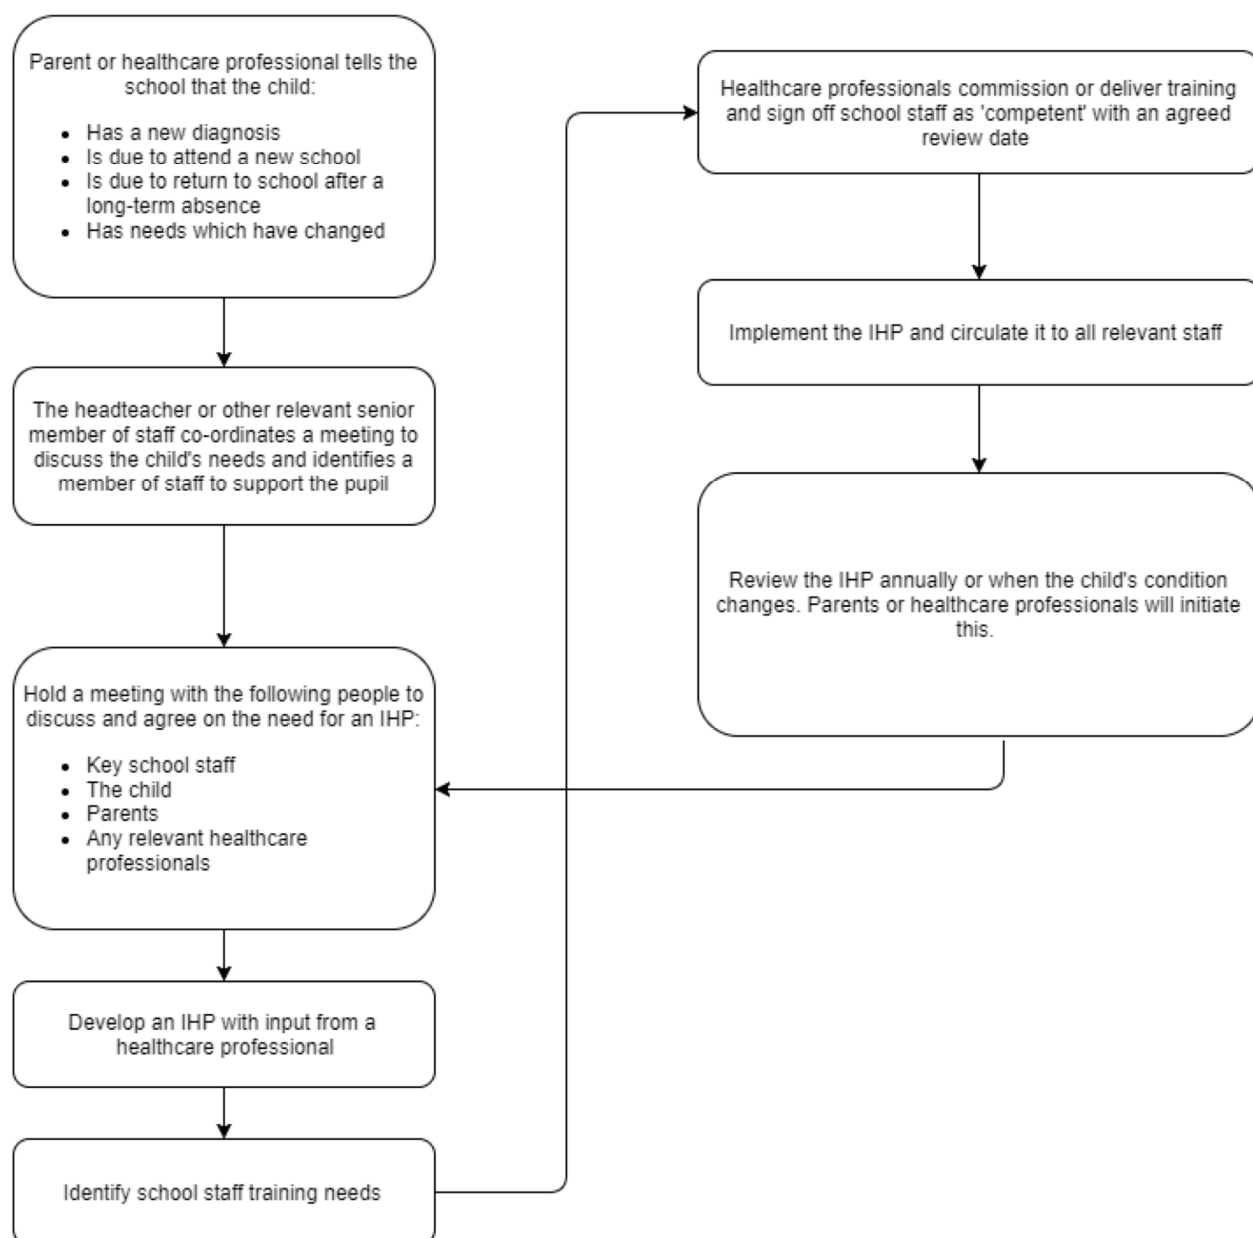 Parent or healthcare professional tells the
school that the child:
• Has a new diagnosis
• Is due to attend a new school
• Is due to return to school after a
long-term absence
• Has needs which have changed
The headteacher or other relevant senior
member of staff co-ordinates a meeting to
discuss the child's needs and identifies a
member of staff to support the pupil
Hold a meeting with the following people to
discuss and agree on the need for an IHP:
• Key school staff
• The child
• Parents
• Any relevant healthcare
professionals
Develop an IHP with input from a
healthcare professional
Identify school staff training needs
Healthcare professionals commission or deliver training
and sign off school staff as 'competent' with an agreed
review date
Implement the IHP and circulate it to all relevant staff
Review the IHP annually or when the child's condition
changes. Parents or healthcare professionals will initiate
this.